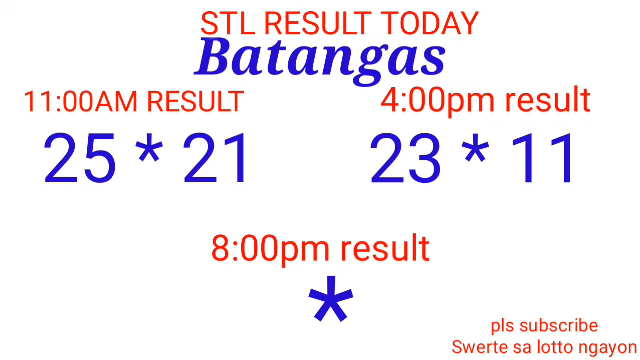 STL RESULT TODAY
Batangas
11:00AM RESULT
25 * 21
4:00pm result
23 * 11
8:00pm result
*
pls subscribe
Swerte sa lotto ngayon